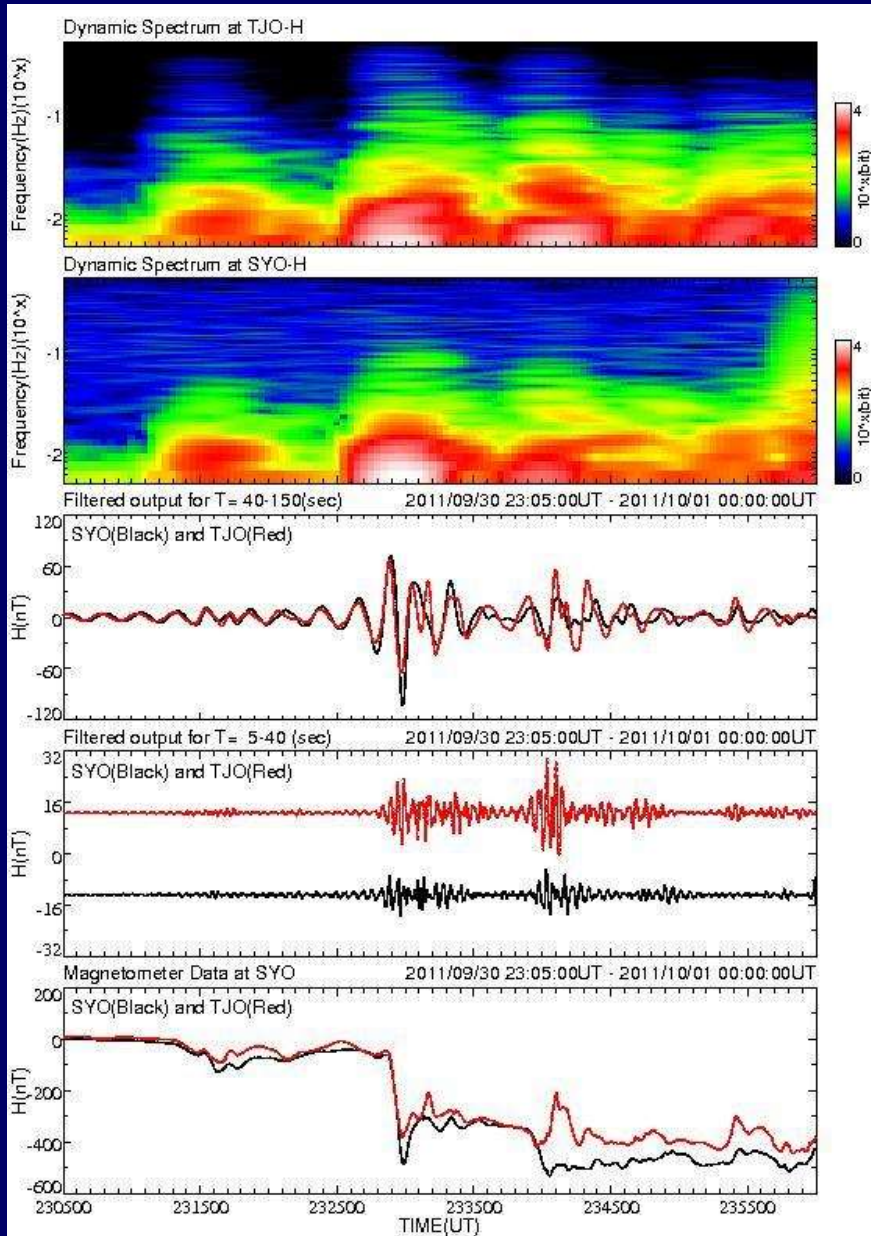 Dynamic Spectrum at TJO-H
Frequency(Hz)(10^x)
-1
-2
4
0
10^x(bit)
Dynamic Spectrum at SYO-H
Frequency(Hz)(10^x)
-1
-2
4
0
10^x(bit)
Filtered output for T= 40-150(sec) 2011/09/30 23:05:00UT - 2011/10/01 00:00:00UT
SYO(Black) and TJO(Red)
H(nT)
120
60
0
-60
-120
Filtered output for T= 5-40 (sec) 2011/09/30 23:05:00UT - 2011/10/01 00:00:00UT
SYO(Black) and TJO(Red)
H(nT)
32
16
0
-16
-32
Magnetometer Data at SYO 2011/09/30 23:05:00UT - 2011/10/01 00:00:00UT
SYO(Black) and TJO(Red)
H(nT)
200
0
-200
-400
-600
230500 231500 232500 233500 234500 235500
TIME(UT)